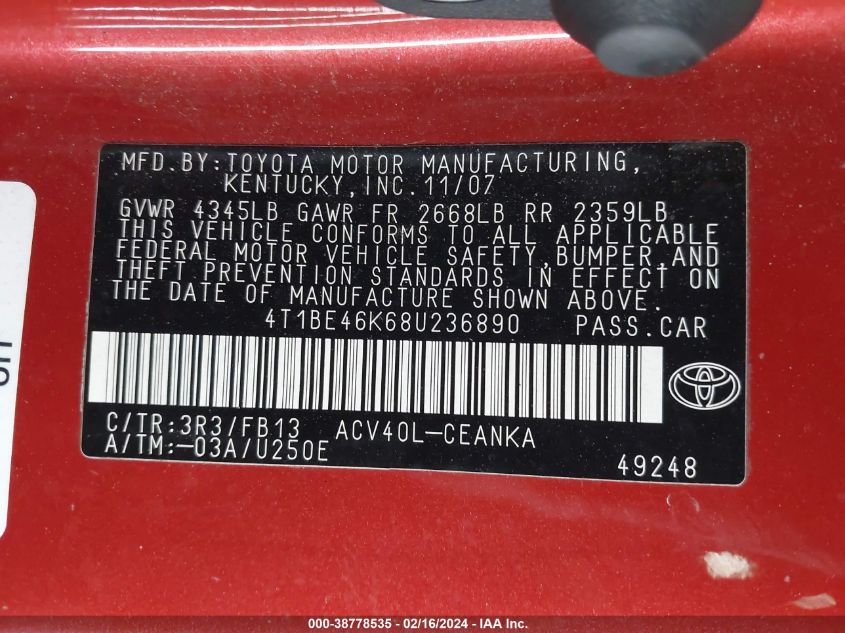 MFD.BY:TOYOTA MOTOR MANUFACTURING,
KENTUCKY,INC.11/07
GVWR 4345LB GAWR FR 2668LB RR 2359LB
THIS VEHICLE CONFORMS TO ALL APPLICABLE
FEDERAL MOTOR VEHICLE SAFETY,BUMPER,AND
THEFT PREVENTION STANDARDS IN EFFECT ON
THE DATE OF MANUFACTURE SHOWN ABOVE.
4T1BE46K68U236890 PASS.CAR
C/TR:3R3/FB13 ACV40L-CEANKA
A/TM:-03A/U250E
49248
000-38778535 - 02/16/2024 - IAA Inc.